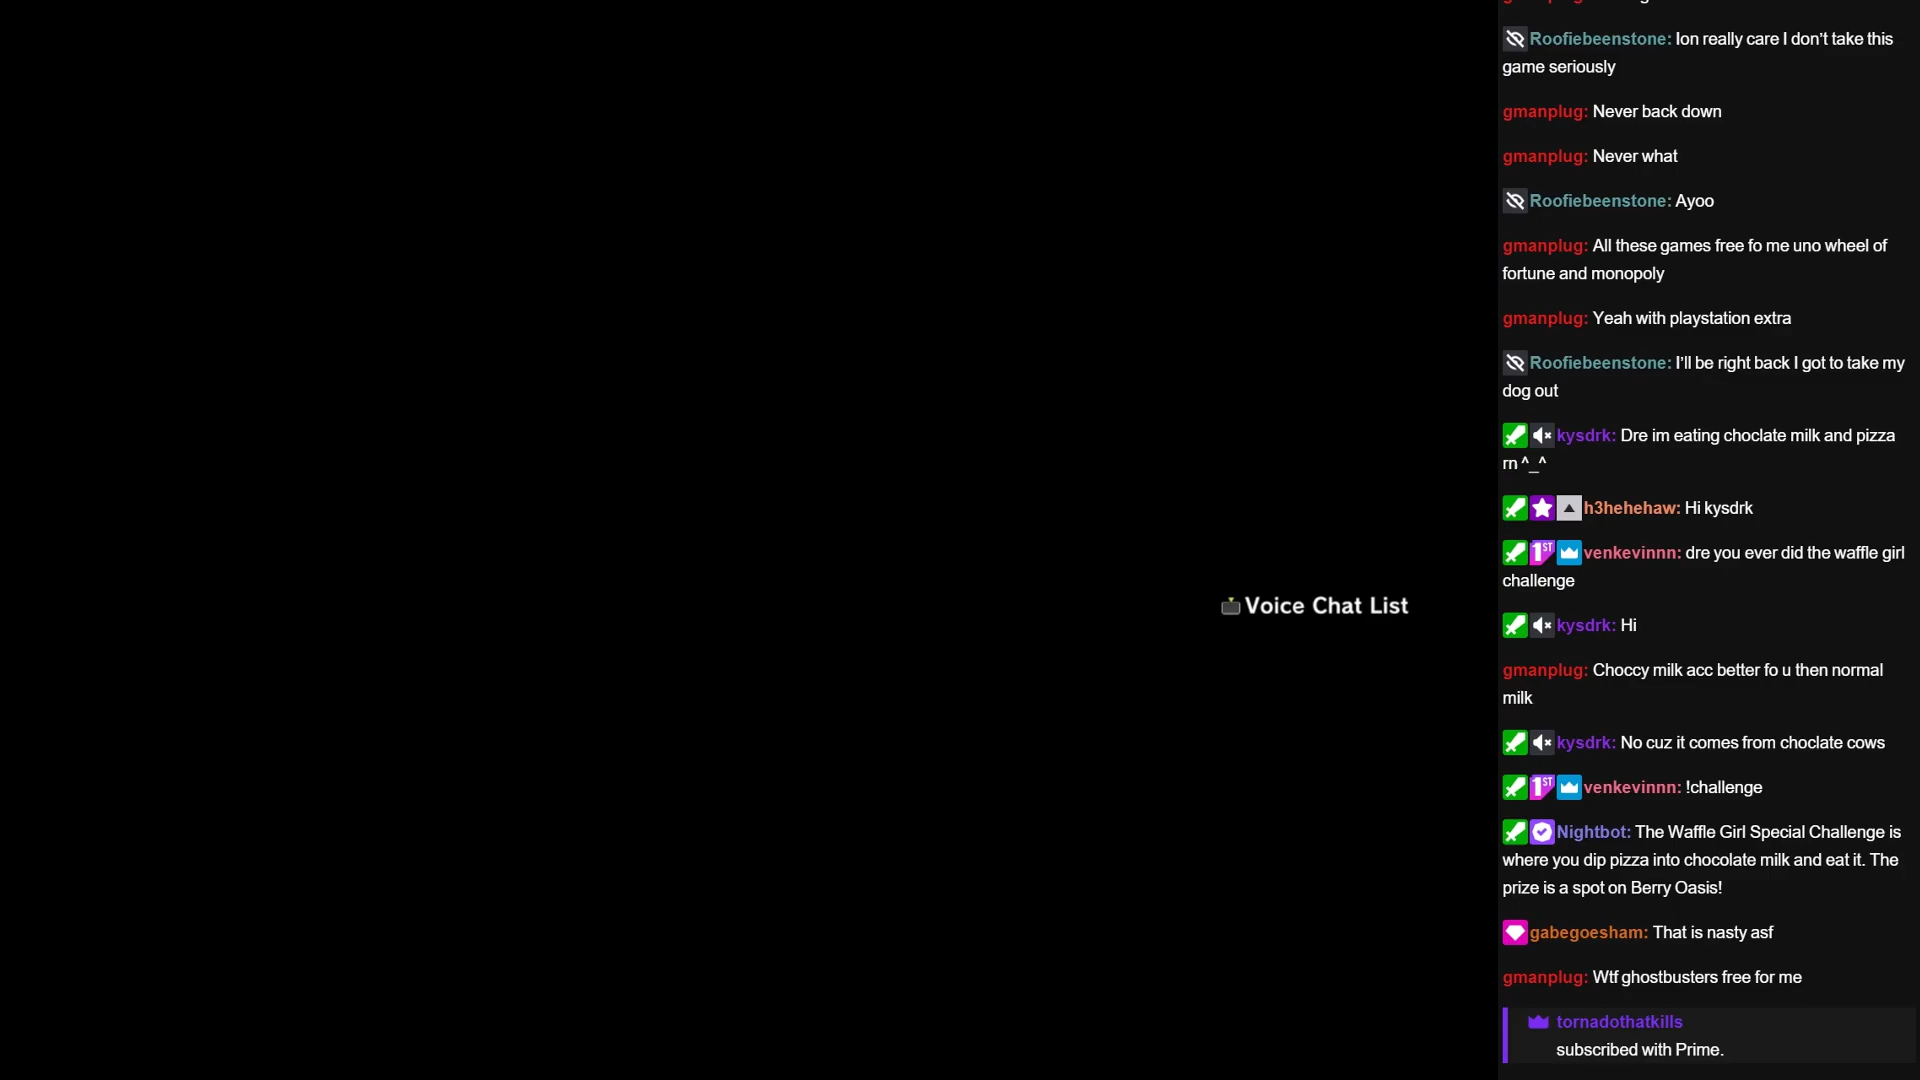 Roofiebeenstone: Ion really care I don't take this
game seriously
gmanplug: Never back down
gmanplug: Never what
Roofiebeenstone: Ayoo
gmanplug: All these games free fo me uno wheel of
fortune and monopoly
gmanplug: Yeah with playstation extra
Roofiebeenstone: I'll be right back I got to take my
dog out
kysdrk: Dre im eating choclate milk and pizza
rn ^_^
h3hehehaw: Hi kysdrk
1ST venkevinnn: dre you ever did the waffle girl
challenge
Voice Chat List
kysdrk: Hi
gmanplug: Choccy milk acc better fo u then normal
milk
kysdrk: No cuz it comes from choclate cows
1ST venkevinnn: !challenge
Nightbot: The Waffle Girl Special Challenge is
where you dip pizza into chocolate milk and eat it. The
prize is a spot on Berry Oasis!
gabegoesham: That is nasty asf
gmanplug: Wtf ghostbusters free for me
tornadothatkills
subscribed with Prime.